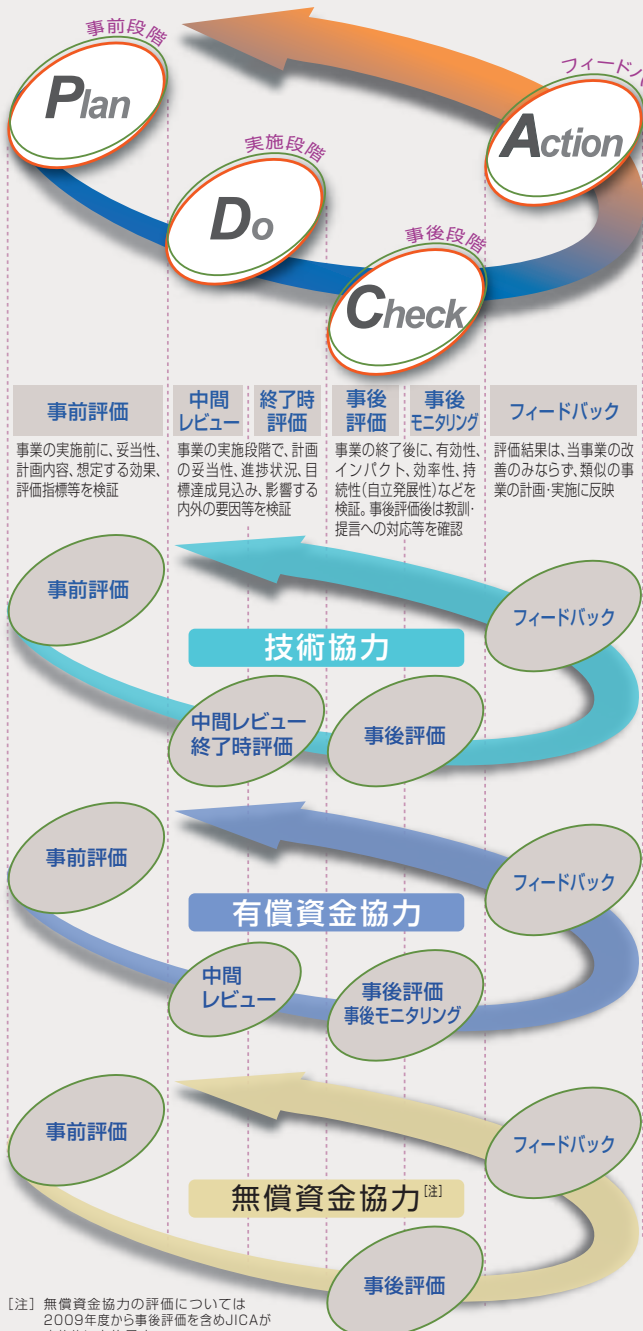 事前段階
Plan
フィードバ
Action
実施段階
Do
事後段階
Check
事前評価
中間
レビュー
終了時
評価
事後
評価
事後
モニタリング
フィードバック
事業の実施前に、妥当性、
計画内容、想定する効果、
評価指標等を検証
事業の実施段階で、計画
の妥当性、進捗状況、目
標達成見込み、影響する
内外の要因等を検証
事業の終了後に、有効性、
インパクト、効率性、持
続性(自立発展性)などを
検証。事後評価後は教訓・
提言への対応等を確認
評価結果は、当事業の改
善のみならず、類似の事
業の計画・実施に反映
事前評価
フィードバック
技術協力
中間レビュー
終了時評価
事後評価
事前評価
フィードバック
有償資金協力
中間
レビュー
事後評価
事後モニタリング
事前評価
フィードバック
無償資金協力[注]
事後評価
[注] 無償資金協力の評価については
2009年度から事後評価を含めJICAが